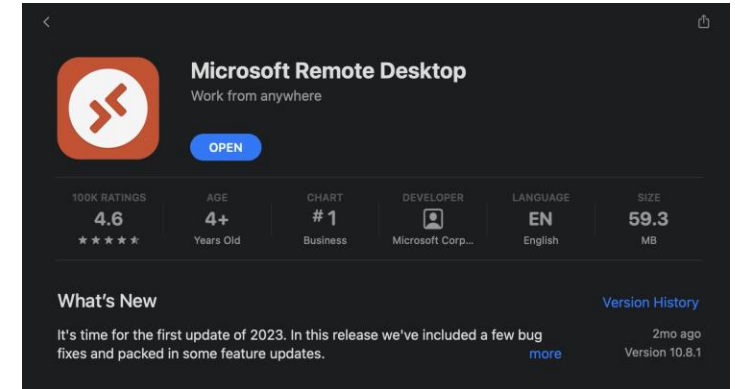 Microsoft Remote Desktop
Work from anywhere
OPEN
100K RATINGS
4.6
AGE
4+
Years Old
CHART
#1
Business
DEVELOPER
Microsoft Corp...
LANGUAGE
EN
English
SIZE
59.3
MB
What's New
Version History
It's time for the first update of 2023. In this release we've included a few bug
fixes and packed in some feature updates.
more
2mo ago
Version 10.8.1